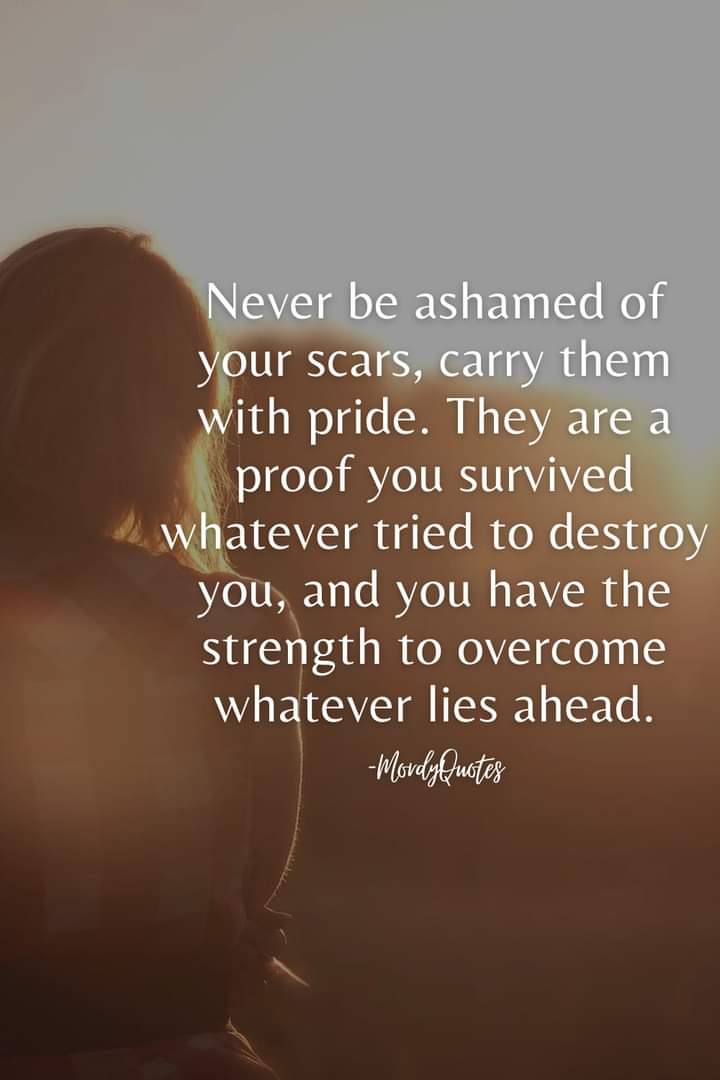 Never be ashamed of
your scars, carry them
with pride. They are a
proof you survived
whatever tried to destroy
you, and you have the
strength to overcome
whatever lies ahead.
-MordyQuotes